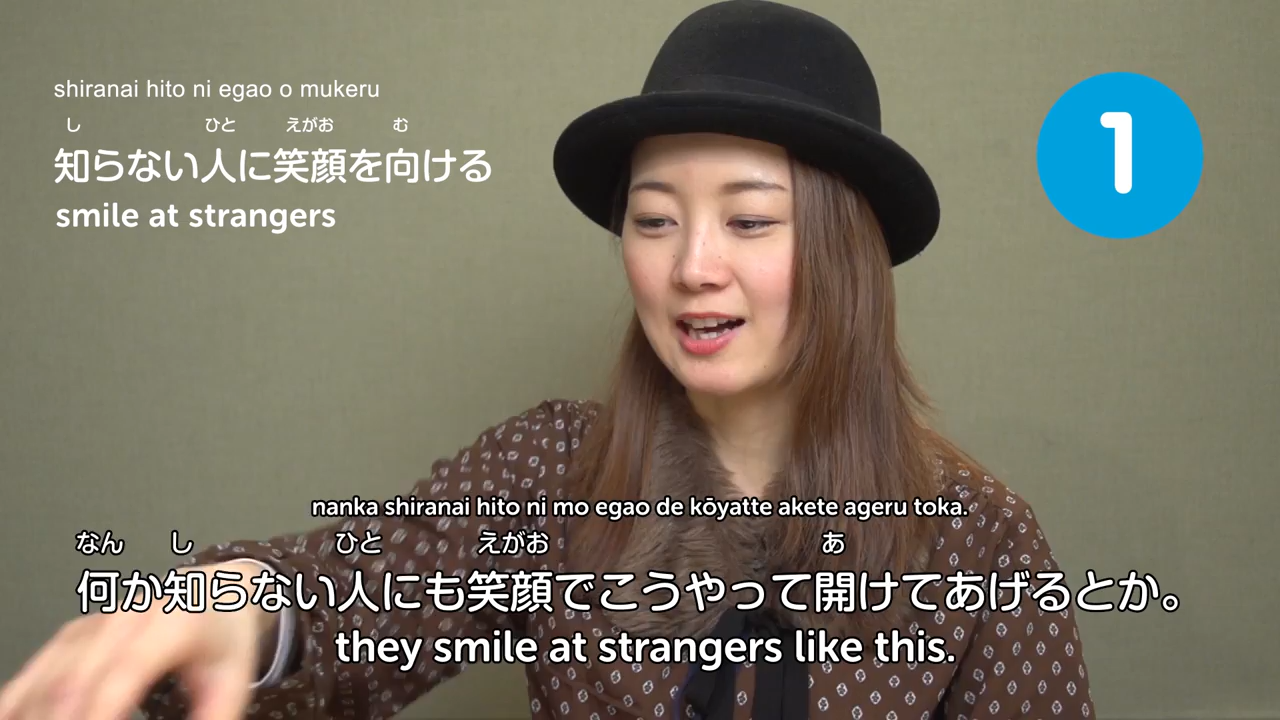 shiranai hito ni egao o mukeru
し ひと えがお む
知らない人に笑顔を向ける
smile at strangers
1
nanka shiranai hito ni mo egao de kōyatte akete ageru toka.
なん し ひと えがお あ
何か知らない人にも笑顔でこうやって開けてあげるとか。
they smile at strangers like this.